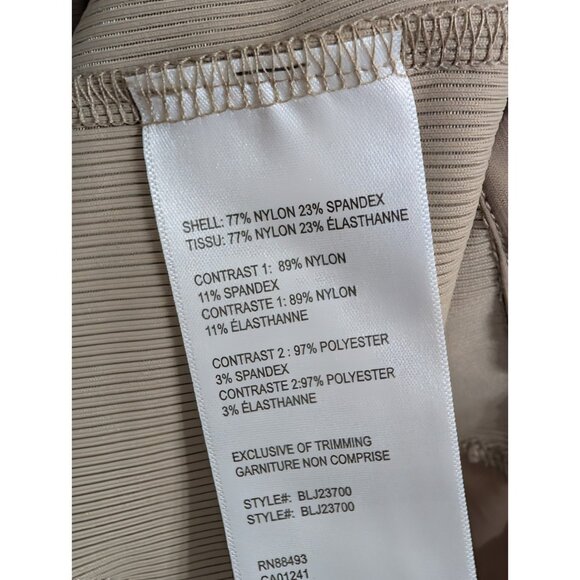 SHELL: 77% NYLON 23% SPANDEX
TISSU: 77% NYLON 23% ÉLASTHANNE
CONTRAST 1: 89% NYLON
11% SPANDEX
CONTRASTE 1: 89% NYLON
11% ÉLASTHANNE
CONTRAST 2 : 97% POLYESTER
3% SPANDEX
CONTRASTE 2:97% POLYESTER
3% ÉLASTHANNE
EXCLUSIVE OF TRIMMING
GARNITURE NON COMPRISE
STYLE#: BLJ23700
STYLE#: BLJ23700
RN88493
CA01241